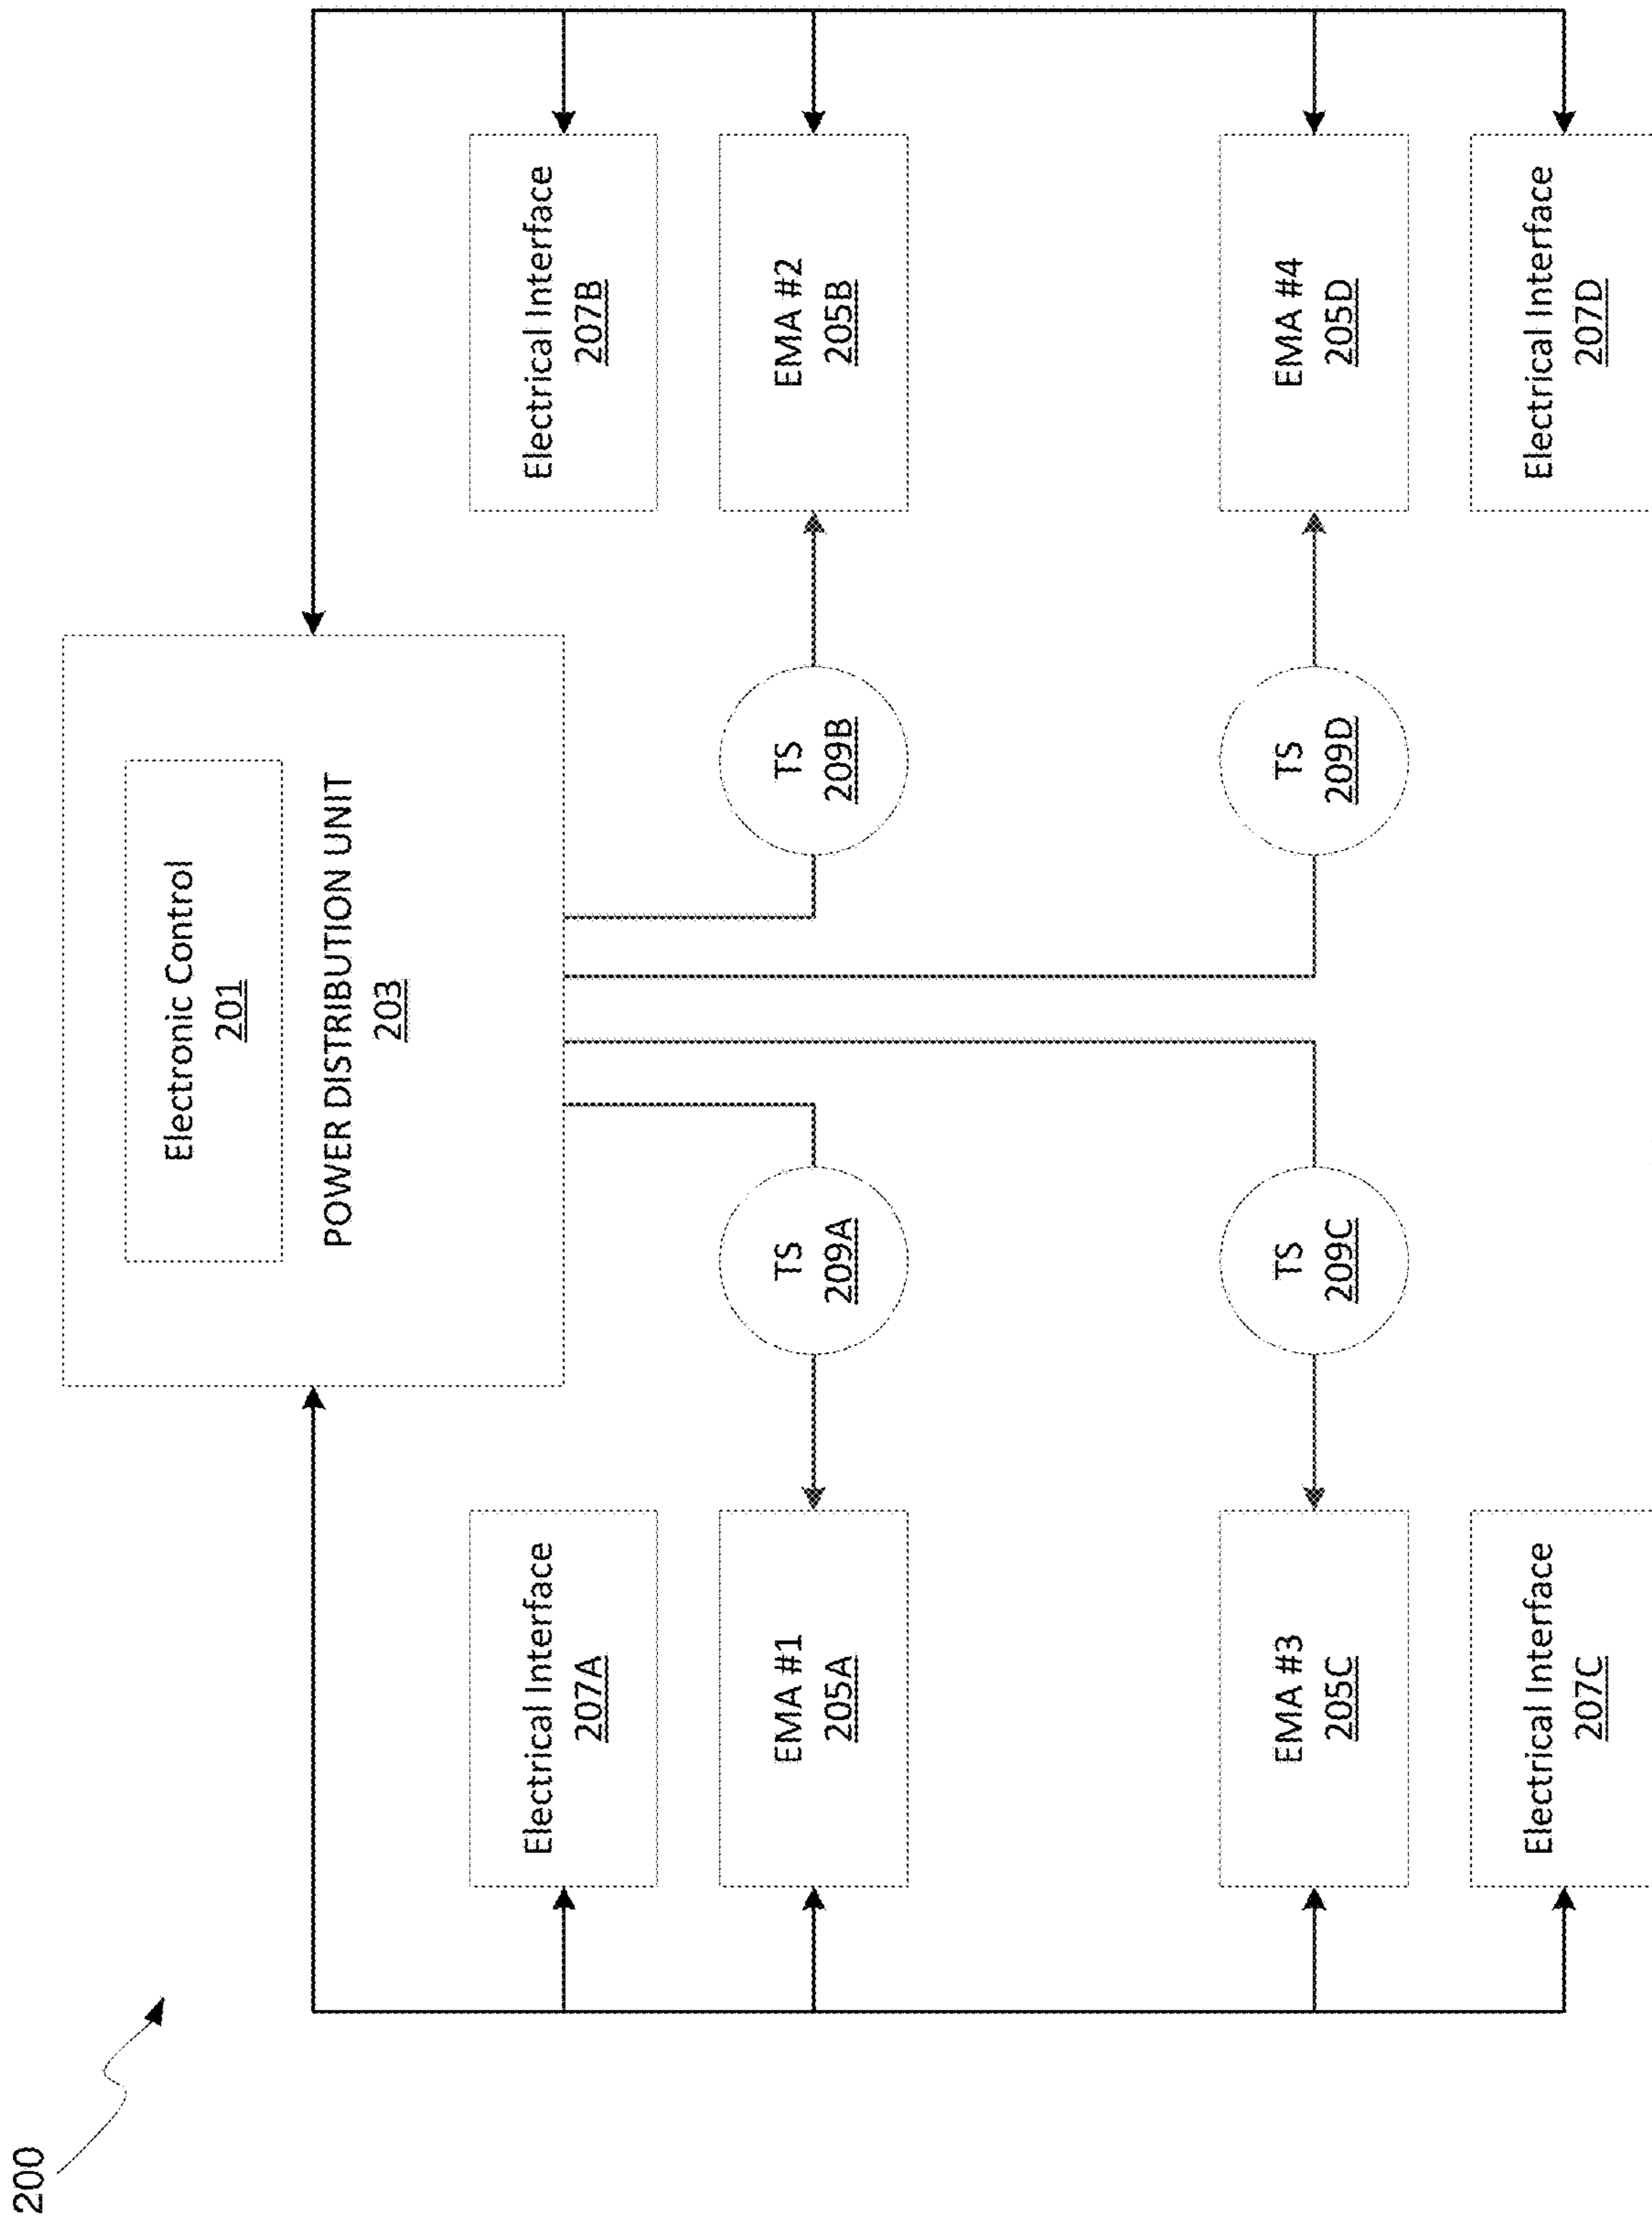 200
Electronic Control
201
POWER DISTRIBUTION UNIT
203
Electrical Interface
207A
Electrical Interface
207B
EMA #1
205A
TS
209A
TS
209B
EMA #2
205B
EMA #3
205C
TS
209C
TS
209D
EMA #4
205D
Electrical Interface
207C
Electrical Interface
207D